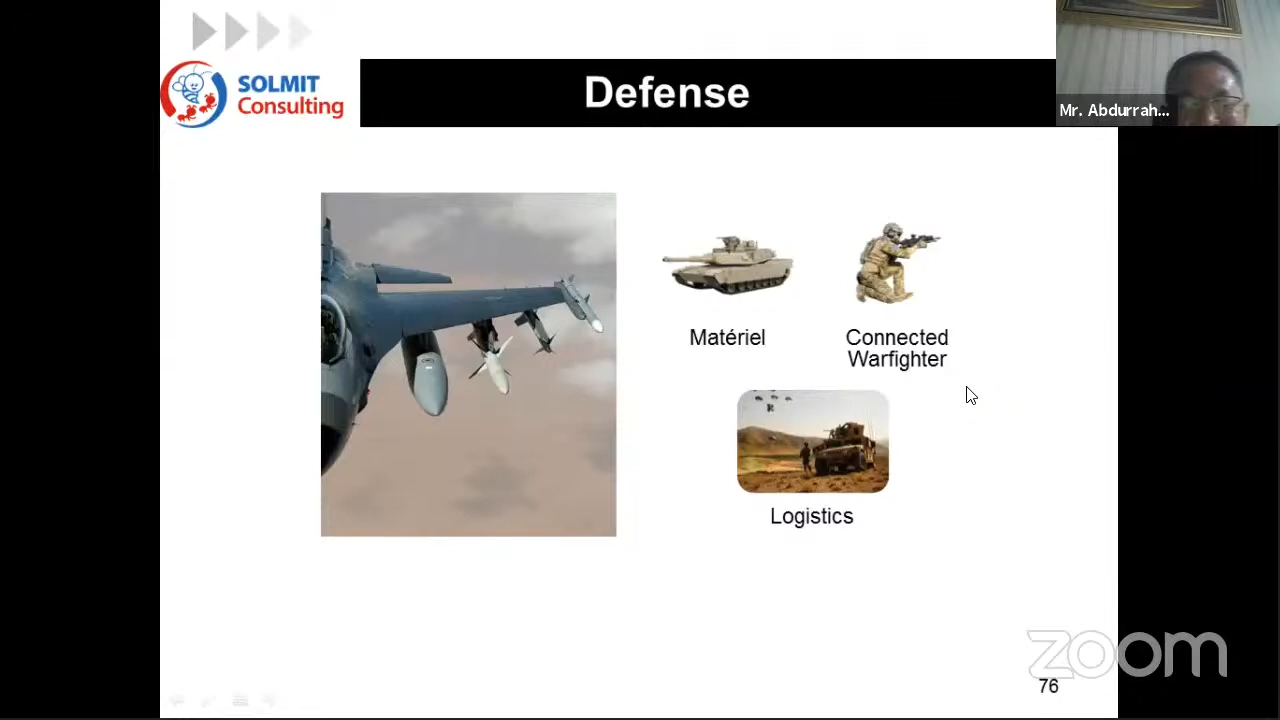 SOLMIT
Consulting
Defense
Mr. Abdurrah...
Matériel
Connected
Warfighter
Logistics
zoom
76